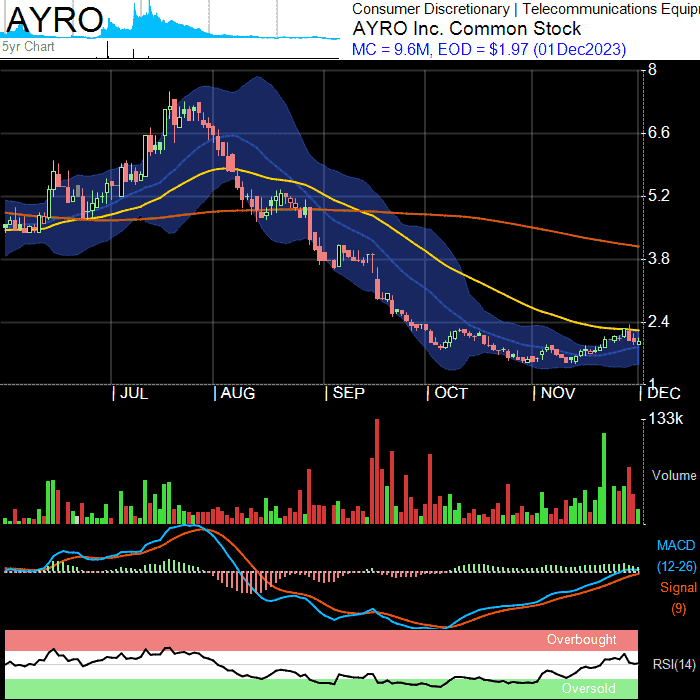 AYRO
5yr Chart
Consumer Discretionary | Telecommunications Equip
AYRO Inc. Common Stock
MC = 9.6M, EOD = $1.97 (01Dec2023)
8
6.6
5.2
3.8
2.4
1
JUL AUG SEP OCT NOV DEC
133k
Volume
MACD
(12-26)
Signal
(9)
Overbought
RSI(14)
Oversold